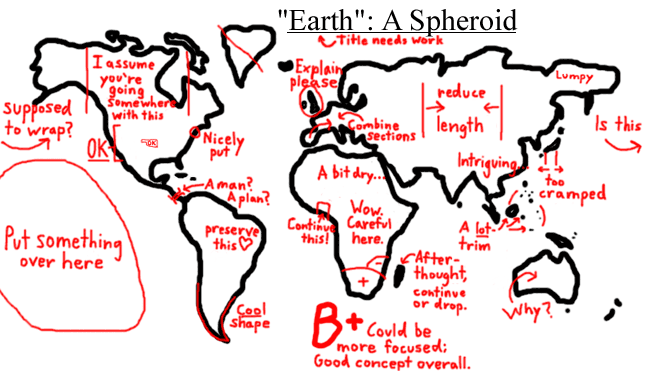 "Earth": A Spheroid
Title needs work
I assume
you're
going
somewhere
with this
Supposed
to wrap?
OK
OK
Nicely
put
A man?
A plan?
Put something
over here
preserve
this
Cool
shape
Explain
please
Combine
sections
reduce
length
Lumpy
Is this
Intriguing...
too
cramped
A lot
trim
A bit dry...
Wow.
Careful
here.
Continue
this!
+
-
After-
thought,
continue
or drop.
Why?
B+ Could be
more focused;
Good concept overall.